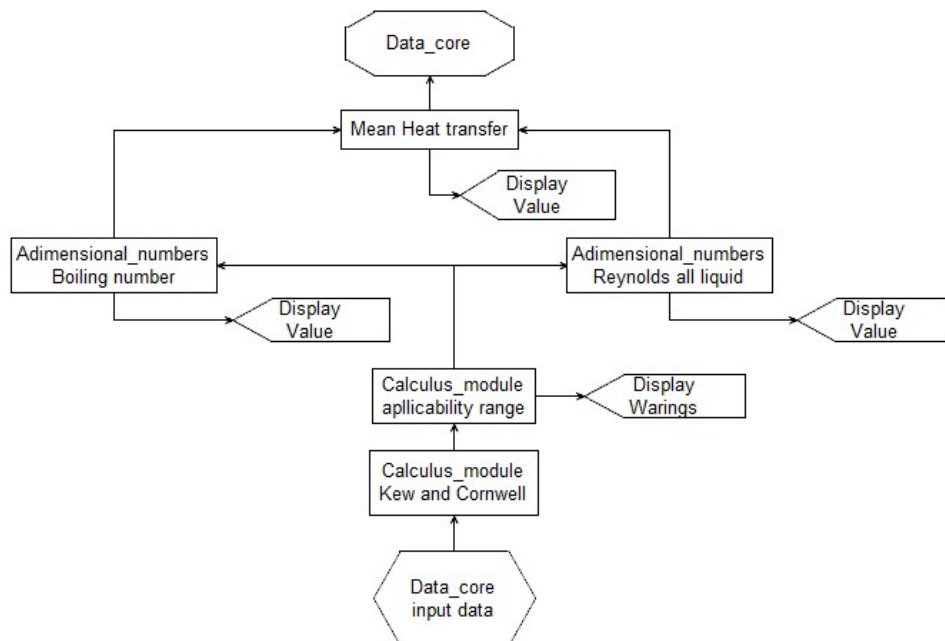 Data_core
Mean Heat transfer
Display
Value
Adimensional_numbers
Boiling number
Adimensional_numbers
Reynolds all liquid
Display
Value
Display
Value
Calculus_module
apllicability range
Display
Warings
Calculus_module
Kew and Cornwell
Data_core
input data